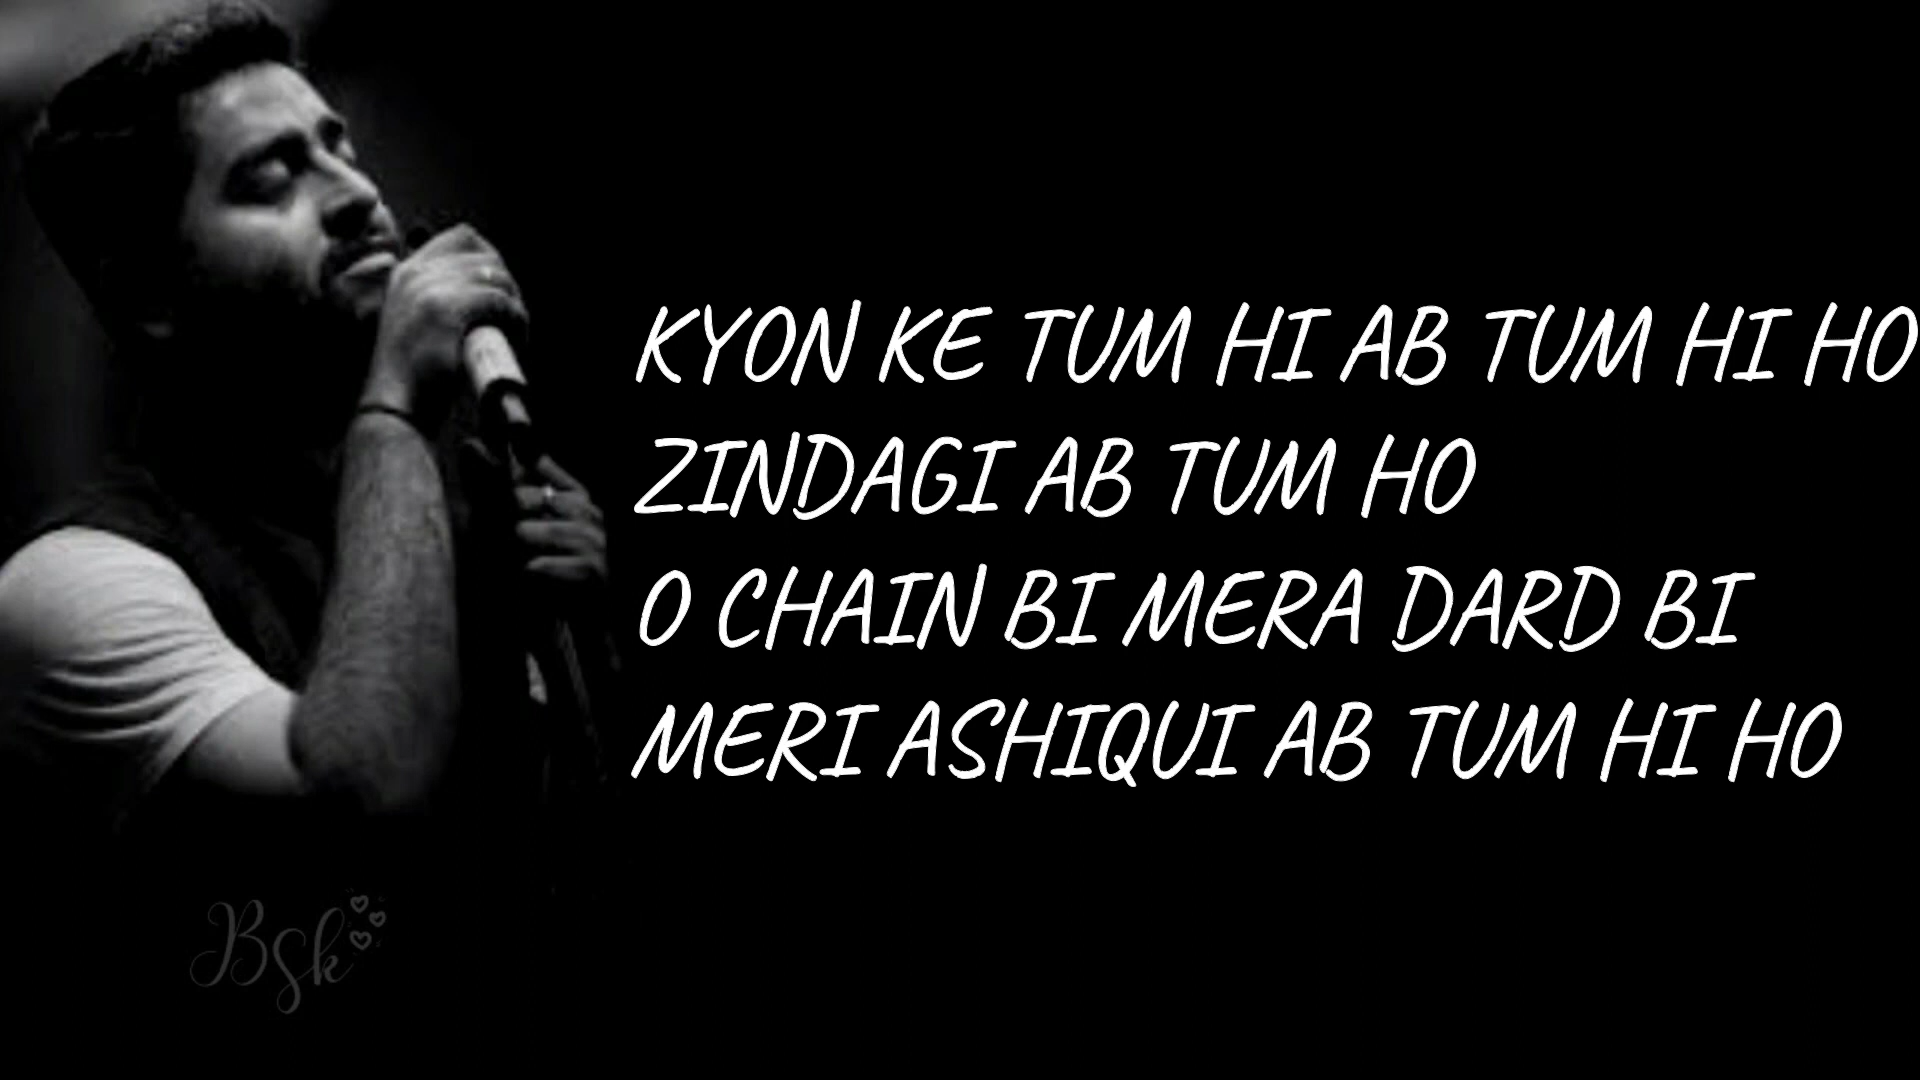 KYON KE TUM HI AB TUM HI HO
ZINDAGI AB TUM HO
O CHAIN BI MERA DARD BI
MERI ASHIQUI AB TUM HI HO
BSk